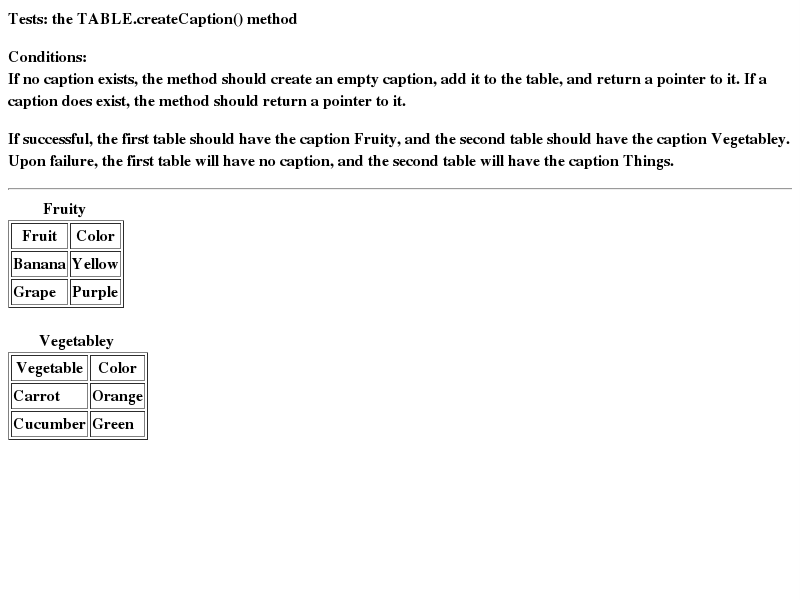 Tests: the TABLE.createCaption() method
Conditions:
If no caption exists, the method should create an empty caption, add it to the table, and return a pointer to it. If a
caption does exist, the method should return a pointer to it.
If successful, the first table should have the caption Fruity, and the second table should have the caption Vegetabley.
Upon failure, the first table will have no caption, and the second table will have the caption Things.
Fruity
Fruit Color
Banana Yellow
Grape Purple
Vegetabley
Vegetable Color
Carrot Orange
Cucumber Green